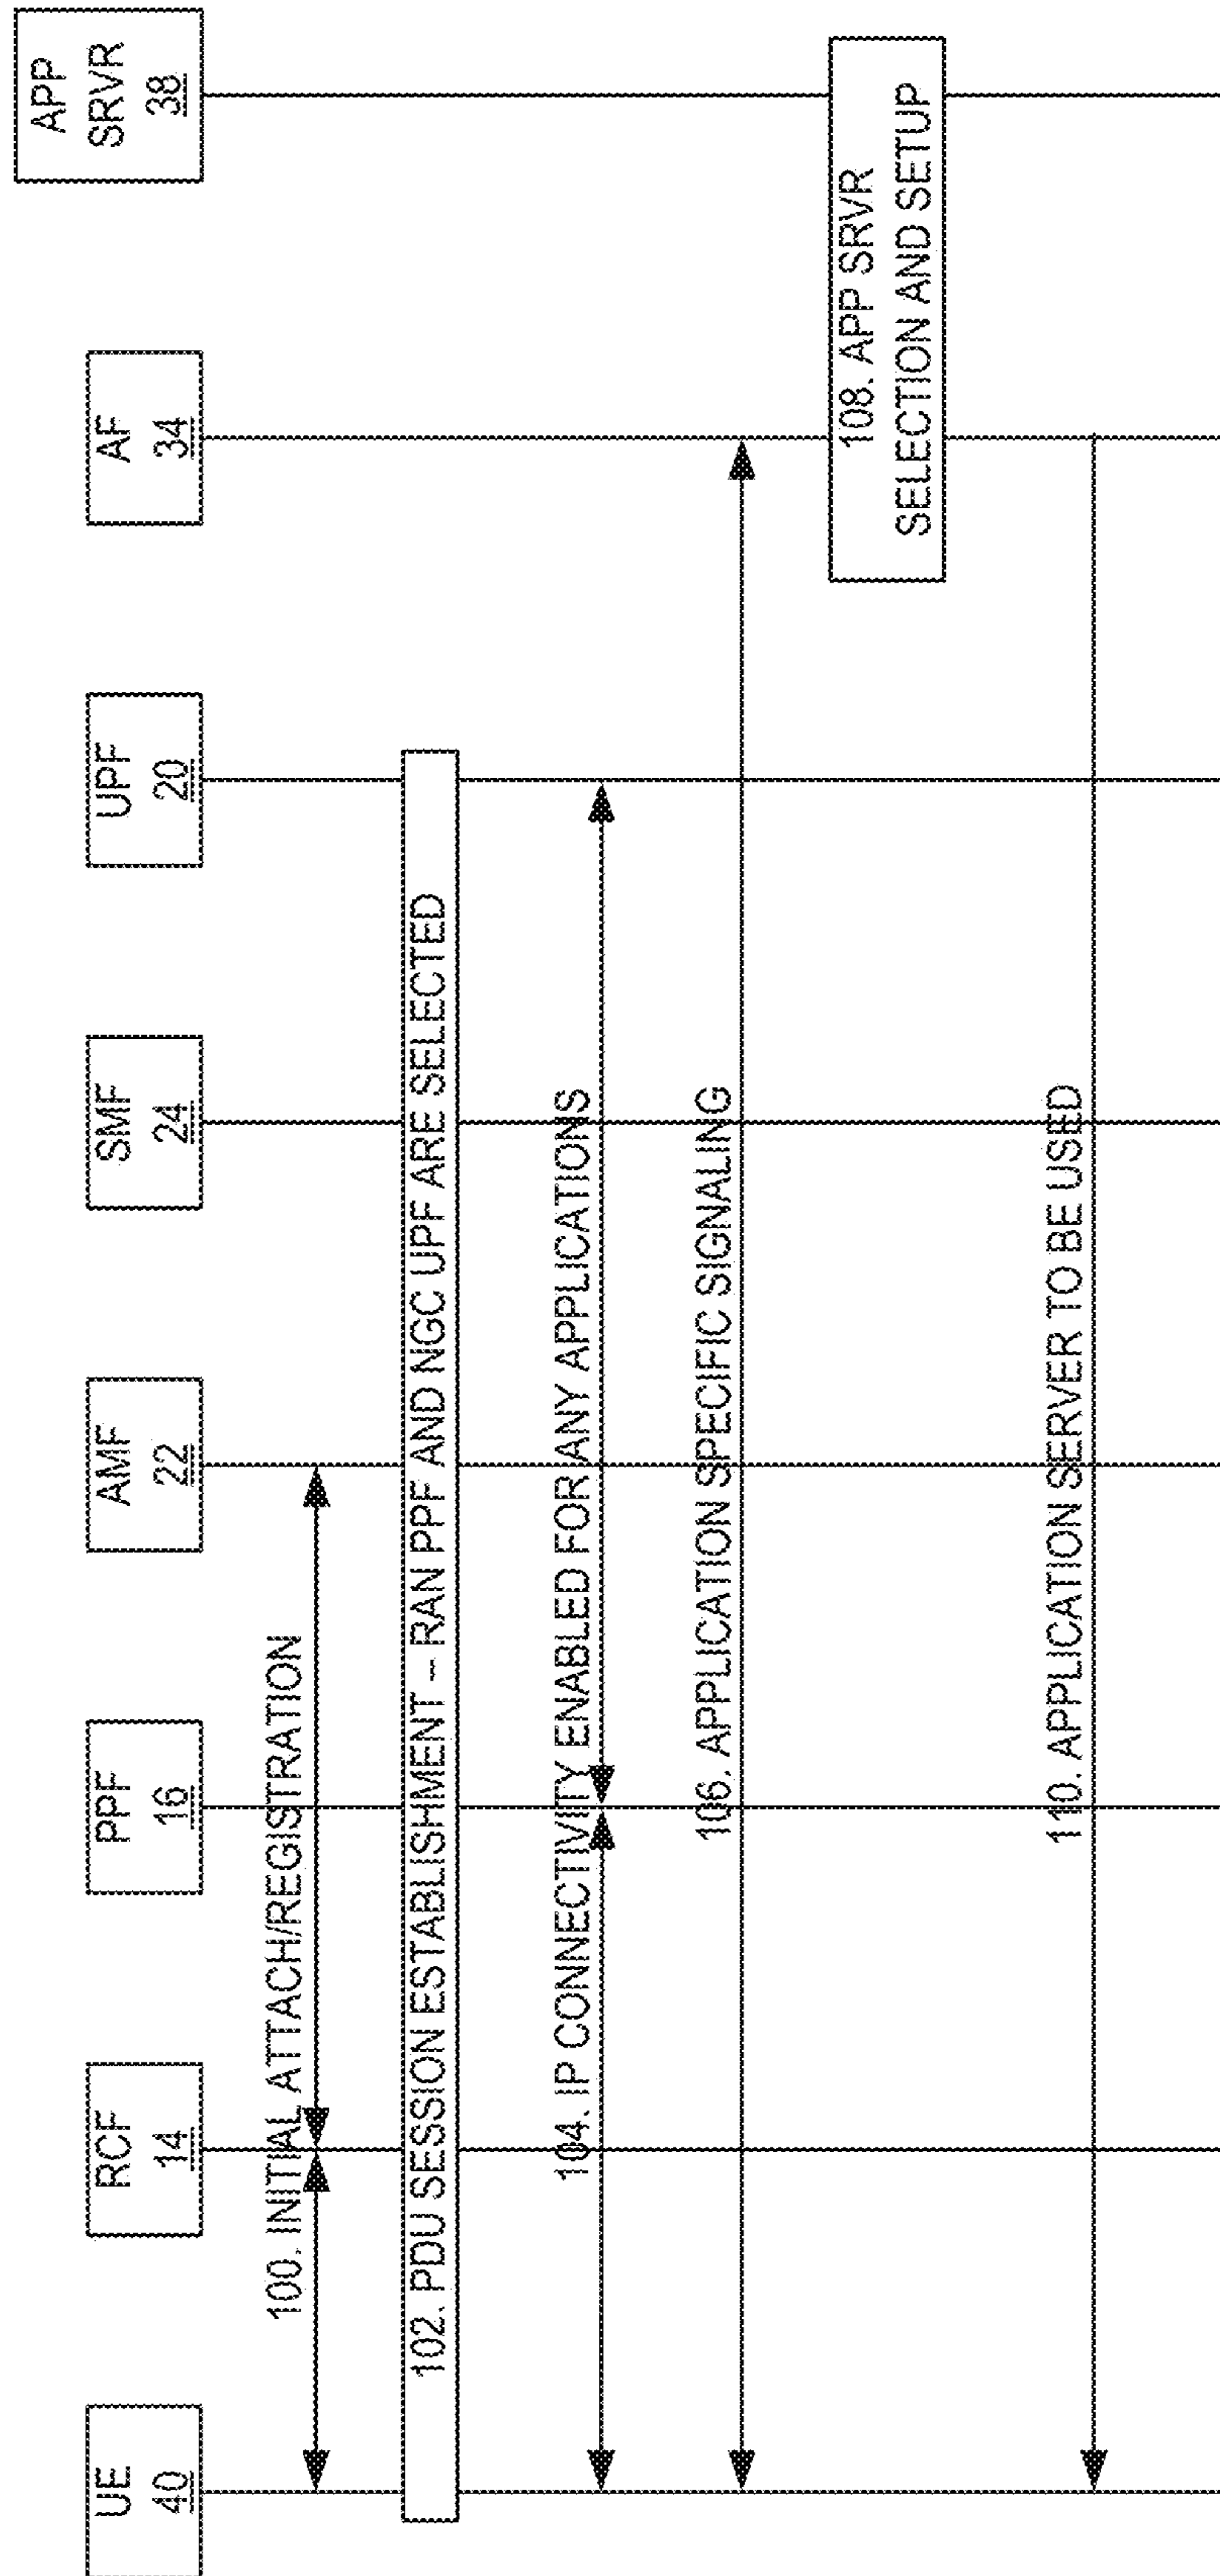 UE
40
RCF
14
PPF
16
AMF
22
SMF
24
UPF
20
AF
34
APP
SRVR
38
100. INITIAL ATTACH/REGISTRATION
102. PDU SESSION ESTABLISHMENT – RAN PPF AND NGC UPF ARE SELECTED
104. IP CONNECTIVITY ENABLED FOR ANY APPLICATIONS
106. APPLICATION SPECIFIC SIGNALING
108. APP SRVR
SELECTION AND SETUP
110. APPLICATION SERVER TO BE USED